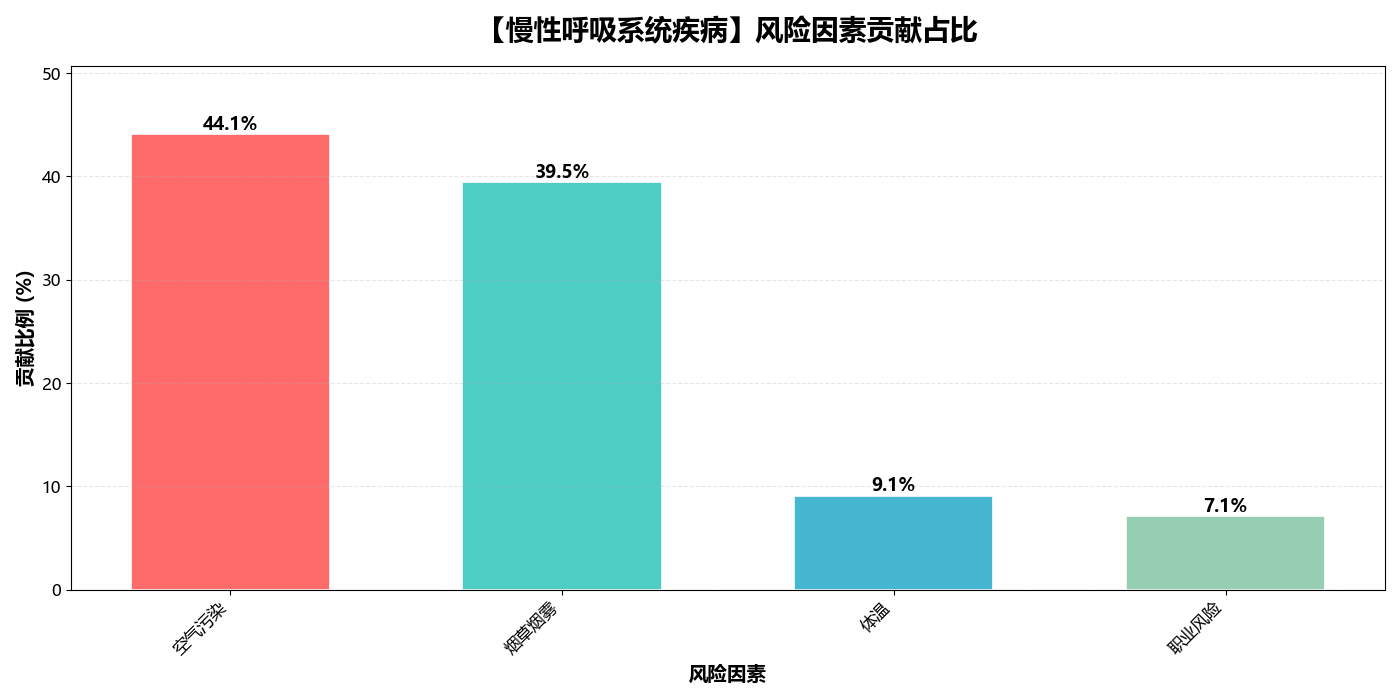 【慢性呼吸系统疾病】风险因素贡献占比
贡献比例 (%)
50
40
30
20
10
0
44.1%
39.5%
9.1%
7.1%
空气污染
烟草烟雾
体温
职业风险
风险因素